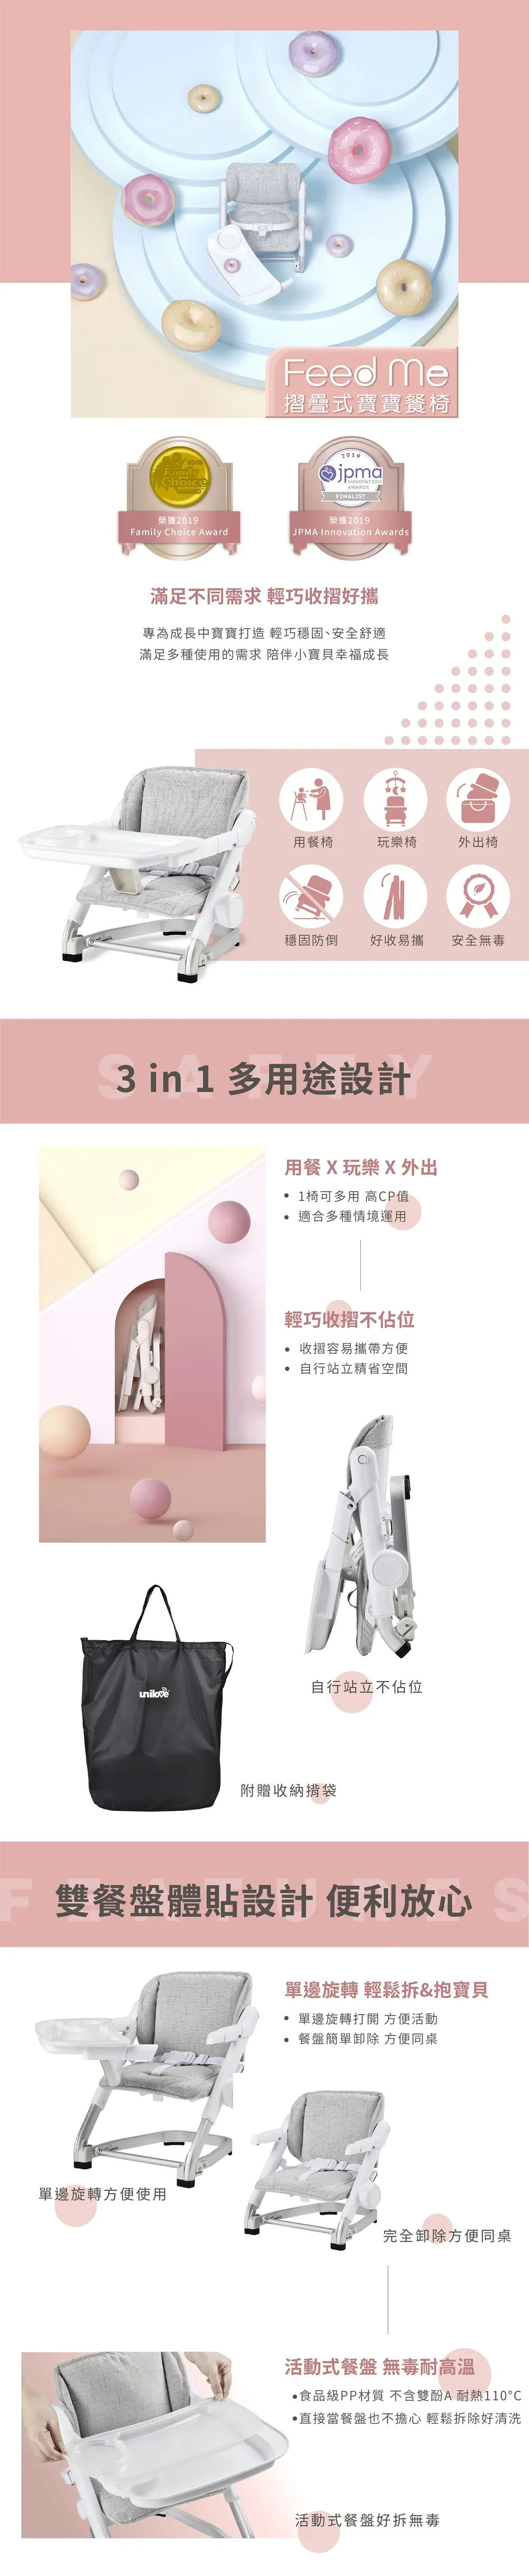 Feed Me
摺疊式寶寶餐椅
2019
Family
Choice
AWARD
榮獲2019
Family Choice Award
2019
jpma
INNOVATION
AWARDS
FINALIST
榮獲2019
JPMA Innovation Awards
滿足不同需求 輕巧收摺好攜
專為成長中寶寶打造 輕巧穩固、安全舒適
滿足多種使用的需求 陪伴小寶貝幸福成長
用餐椅
玩樂椅
外出椅
穩固防倒
好收易攜
安全無毒
3 in 1 多用途設計
用餐 X 玩樂 X 外出
• 1椅可多用 高CP值
• 適合多種情境運用
輕巧收摺不佔位
• 收摺容易攜帶方便
• 自行站立精省空間
自行站立不佔位
unilove
附贈收納揹袋
FEATURES
雙餐盤體貼設計 便利放心
單邊旋轉 輕鬆拆&抱寶貝
• 單邊旋轉打開 方便活動
• 餐盤簡單卸除 方便同桌
單邊旋轉方便使用
完全卸除方便同桌
活動式餐盤 無毒耐高溫
•食品級PP材質 不含雙酚A 耐熱110°C
•直接當餐盤也不擔心 輕鬆拆除好清洗
活動式餐盤好拆無毒